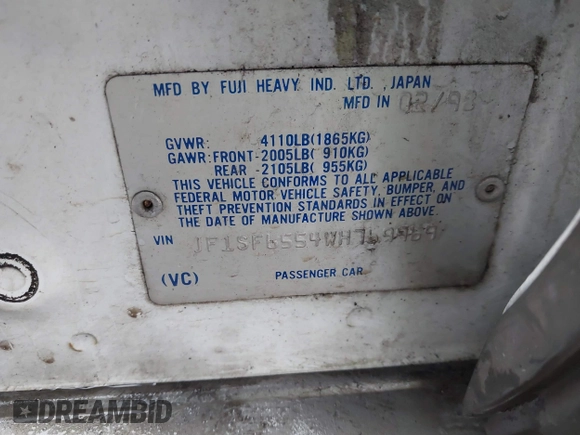 MFD BY FUJI HEAVY IND. LTD., JAPAN
MFD IN 02/98
GVWR: 4110LB(1865KG)
GAWR:FRONT-2005LB( 910KG)
REAR -2105LB( 955KG)
THIS VEHICLE CONFORMS TO ALL APPLICABLE
FEDERAL MOTOR VEHICLE SAFETY, BUMPER, AND
THEFT PREVENTION STANDARDS IN EFFECT ON
THE DATE OF MANUFACTURE SHOWN ABOVE.
VIN
(VC) PASSENGER CAR
DREAMBID